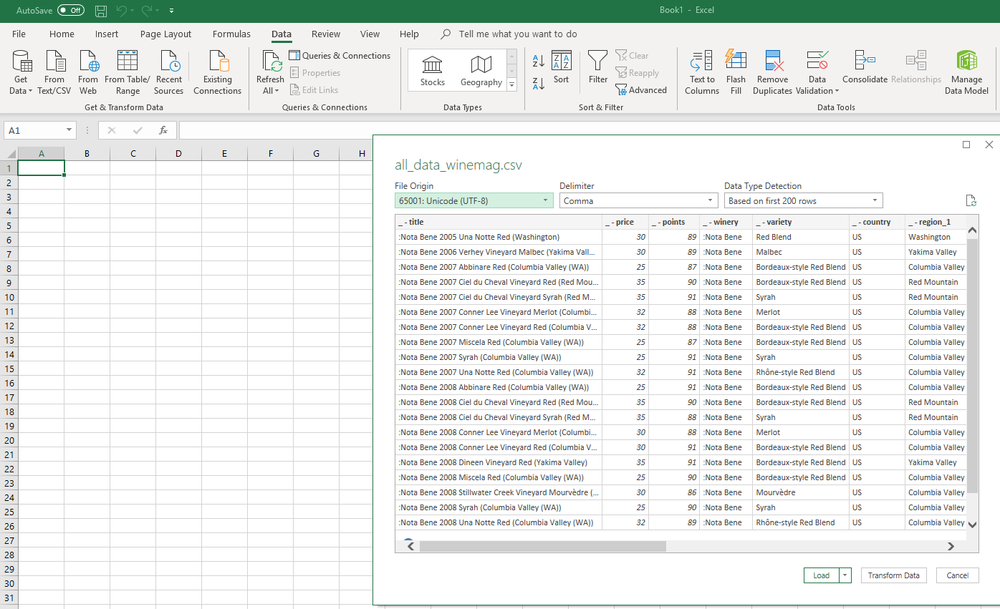 AutoSave Off Book1 - Excel
File Home Insert Page Layout Formulas Data Review View Help Tell me what you want to do
Get Data From Text/CSV From Web From Table/ Range Recent Sources Existing Connections
Get & Transform Data
Refresh All Queries & Connections Properties Edit Links
Queries & Connections
Stocks Geography
Data Types
A Z Z A Z A A Z Sort Filter Clear Reapply Advanced
Sort & Filter
Text to Columns Flash Fill Remove Duplicates Data Validation Consolidate Relationships Manage Data Model
Data Tools
A1 fx
A B C D E F G H
1
2
3
4
5
6
7
8
9
10
11
12
13
14
15
16
17
18
19
20
21
22
23
24
25
26
27
28
29
30
31
all_data_winemag.csv
File Origin Delimiter Data Type Detection
65001: Unicode (UTF-8) Comma Based on first 200 rows
_ - title _ - price _ - points _ - winery _ - variety _ - country _ - region_1
:Nota Bene 2005 Una Notte Red (Washington) 30 89 :Nota Bene Red Blend US Washington
:Nota Bene 2006 Verhey Vineyard Malbec (Yakima Vall... 30 89 :Nota Bene Malbec US Yakima Valley
:Nota Bene 2007 Abbinare Red (Columbia Valley (WA)) 25 87 :Nota Bene Bordeaux-style Red Blend US Columbia Valley
:Nota Bene 2007 Ciel du Cheval Vineyard Red (Red Mou... 35 90 :Nota Bene Bordeaux-style Red Blend US Red Mountain
:Nota Bene 2007 Ciel du Cheval Vineyard Syrah (Red M... 35 91 :Nota Bene Syrah US Red Mountain
:Nota Bene 2007 Conner Lee Vineyard Merlot (Columbi... 32 88 :Nota Bene Merlot US Columbia Valley
:Nota Bene 2007 Conner Lee Vineyard Red (Columbia V... 32 88 :Nota Bene Bordeaux-style Red Blend US Columbia Valley
:Nota Bene 2007 Miscela Red (Columbia Valley (WA)) 25 87 :Nota Bene Bordeaux-style Red Blend US Columbia Valley
:Nota Bene 2007 Syrah (Columbia Valley (WA)) 25 91 :Nota Bene Syrah US Columbia Valley
:Nota Bene 2007 Una Notte Red (Columbia Valley (WA)) 32 91 :Nota Bene Rhône-style Red Blend US Columbia Valley
:Nota Bene 2008 Abbinare Red (Columbia Valley (WA)) 25 91 :Nota Bene Bordeaux-style Red Blend US Columbia Valley
:Nota Bene 2008 Ciel du Cheval Vineyard Red (Red Mou... 35 90 :Nota Bene Bordeaux-style Red Blend US Red Mountain
:Nota Bene 2008 Ciel du Cheval Vineyard Syrah (Red M... 35 88 :Nota Bene Syrah US Red Mountain
:Nota Bene 2008 Conner Lee Vineyard Merlot (Columbi... 30 88 :Nota Bene Merlot US Columbia Valley
:Nota Bene 2008 Conner Lee Vineyard Red (Columbia V... 30 91 :Nota Bene Bordeaux-style Red Blend US Columbia Valley
:Nota Bene 2008 Dineen Vineyard Red (Yakima Valley) 35 91 :Nota Bene Bordeaux-style Red Blend US Yakima Valley
:Nota Bene 2008 Miscela Red (Columbia Valley (WA)) 25 90 :Nota Bene Bordeaux-style Red Blend US Columbia Valley
:Nota Bene 2008 Stillwater Creek Vineyard Mourvèdre (... 30 86 :Nota Bene Mourvèdre US Columbia Valley
:Nota Bene 2008 Syrah (Columbia Valley (WA)) 25 90 :Nota Bene Syrah US Columbia Valley
:Nota Bene 2008 Una Notte Red (Columbia Valley (WA)) 32 89 :Nota Bene Rhône-style Red Blend US Columbia Valley
Load Transform Data Cancel